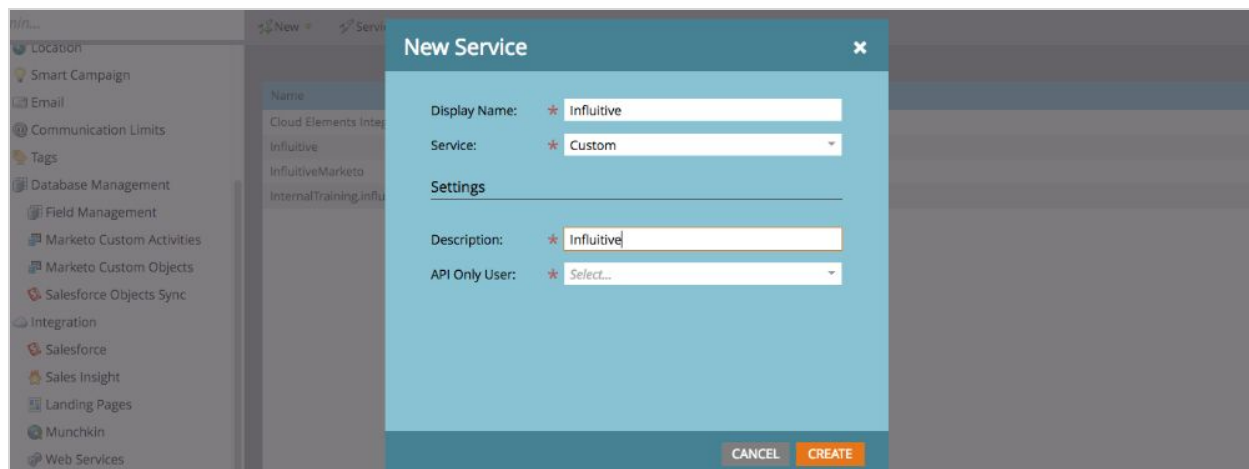 New
Servi
Location
Smart Campaign
Email
Communication Limits
Tags
Database Management
Field Management
Marketo Custom Activities
Marketo Custom Objects
Salesforce Objects Sync
Integration
Salesforce
Sales Insight
Landing Pages
Munchkin
Web Services
Name
Cloud Elements Integ
Influitive
InfluitiveMarketo
InternalTraining.influ
New Service
Display Name: * Influitive
Service: * Custom
Settings
Description: * Influitive
API Only User: * Select...
CANCEL CREATE